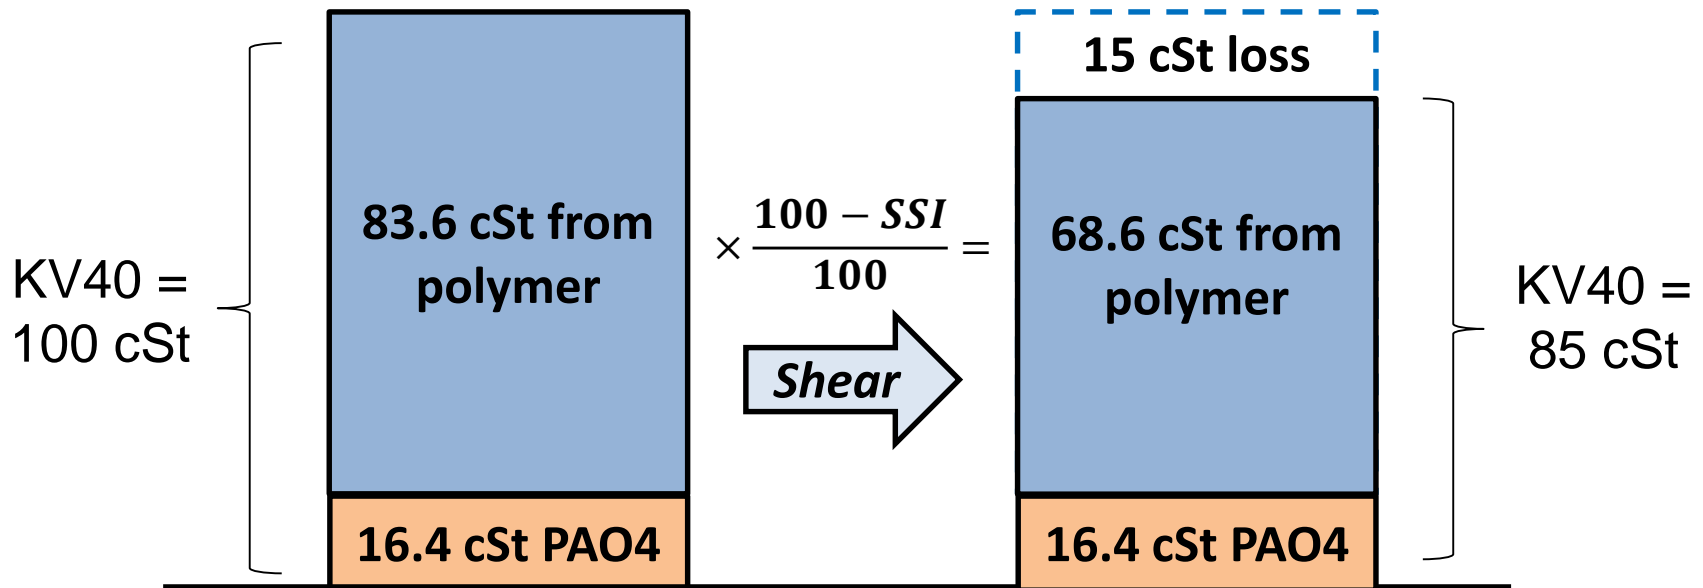 KV40 =
100 cSt
83.6 cSt from
polymer
16.4 cSt PAO4
× 100 − SSI / 100 =
Shear
15 cSt loss
68.6 cSt from
polymer
16.4 cSt PAO4
KV40 =
85 cSt